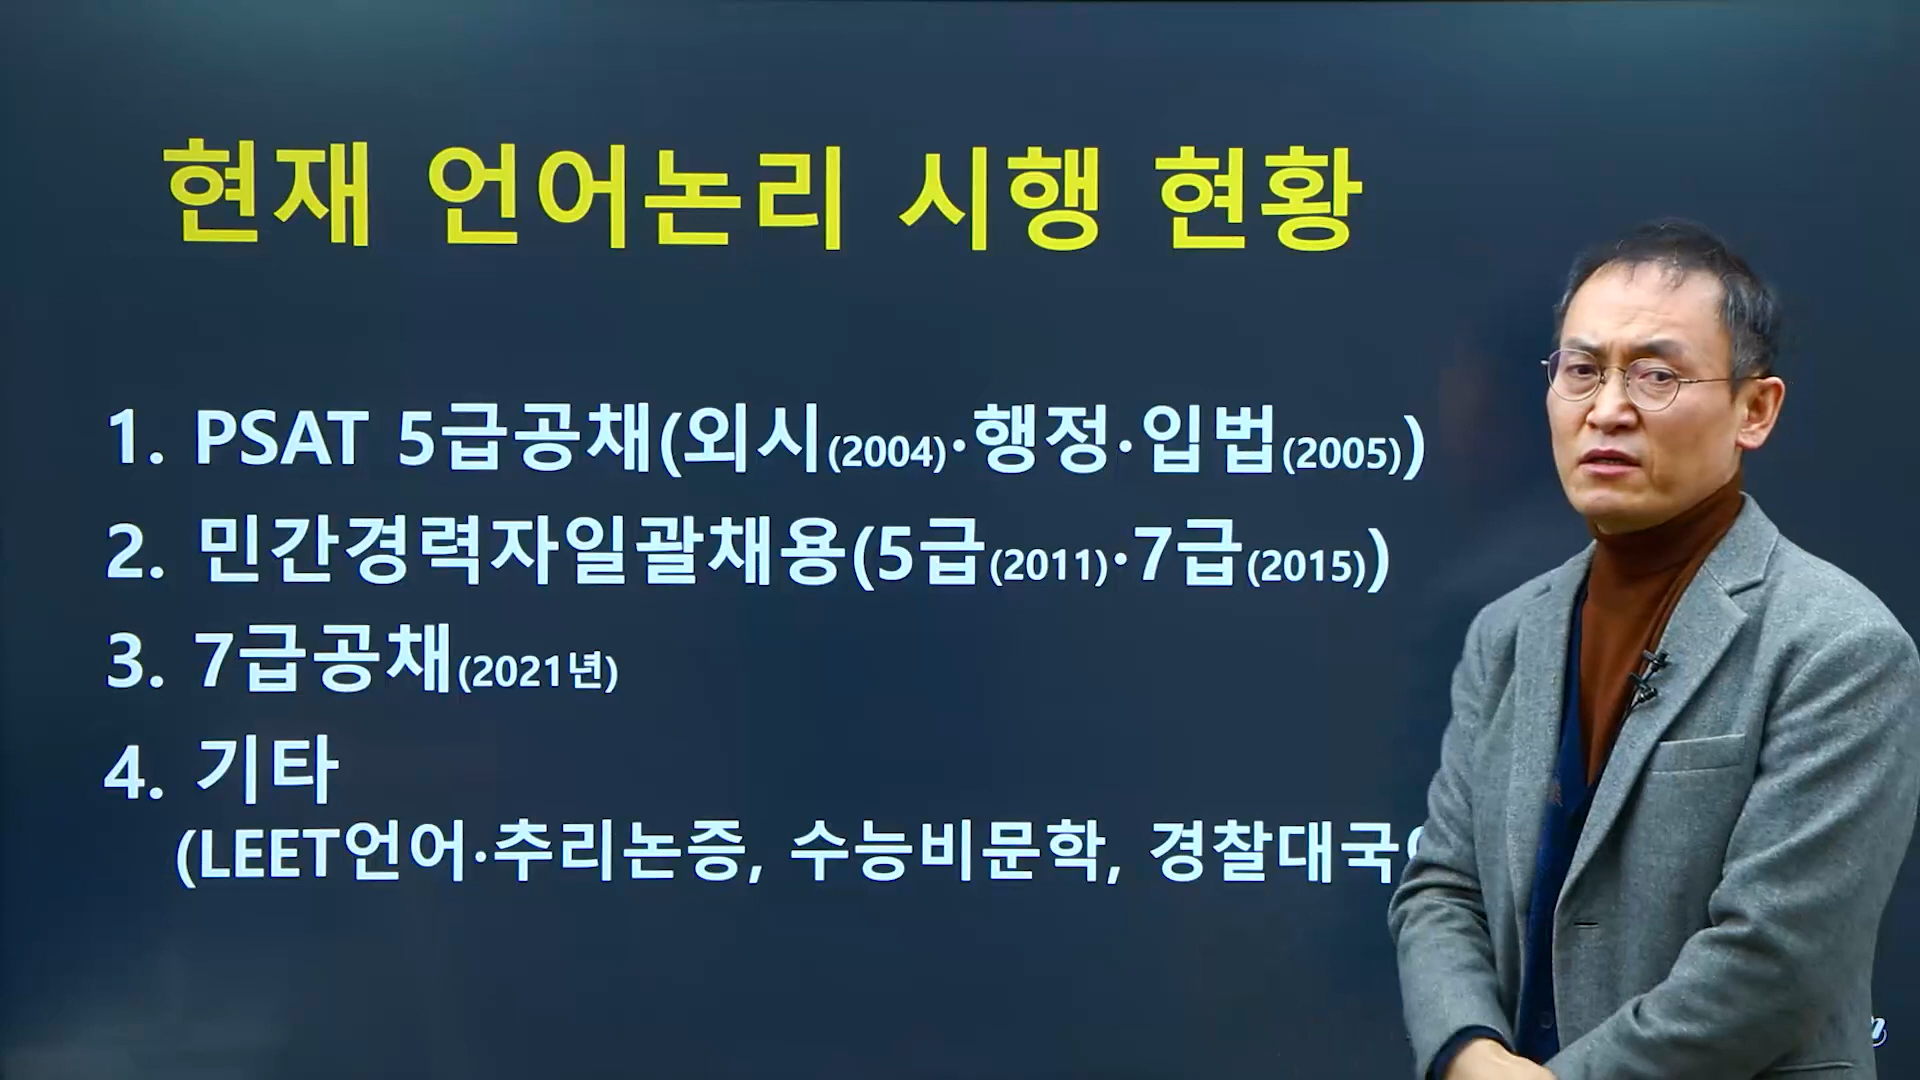 현재 언어논리 시행 현황
1. PSAT 5급공채(외시(2004)·행정·입법(2005))
2. 민간경력자일괄채용(5급(2011)·7급(2015))
3. 7급공채(2021년)
4. 기타
(LEET언어·추리논증, 수능비문학, 경찰대국